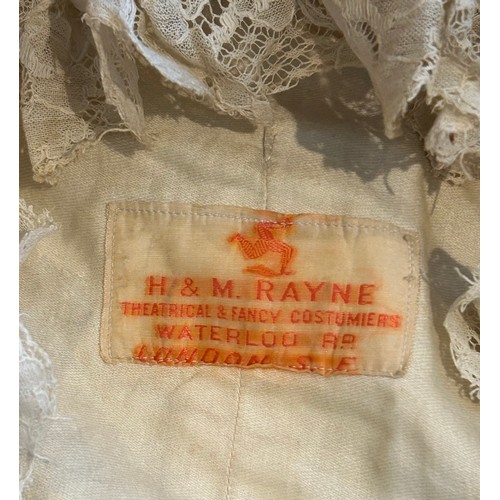 H. & M. RAYNE
THEATRICAL & FANCY COSTUMIERS
WATERLOO RD
LONDON S.E.